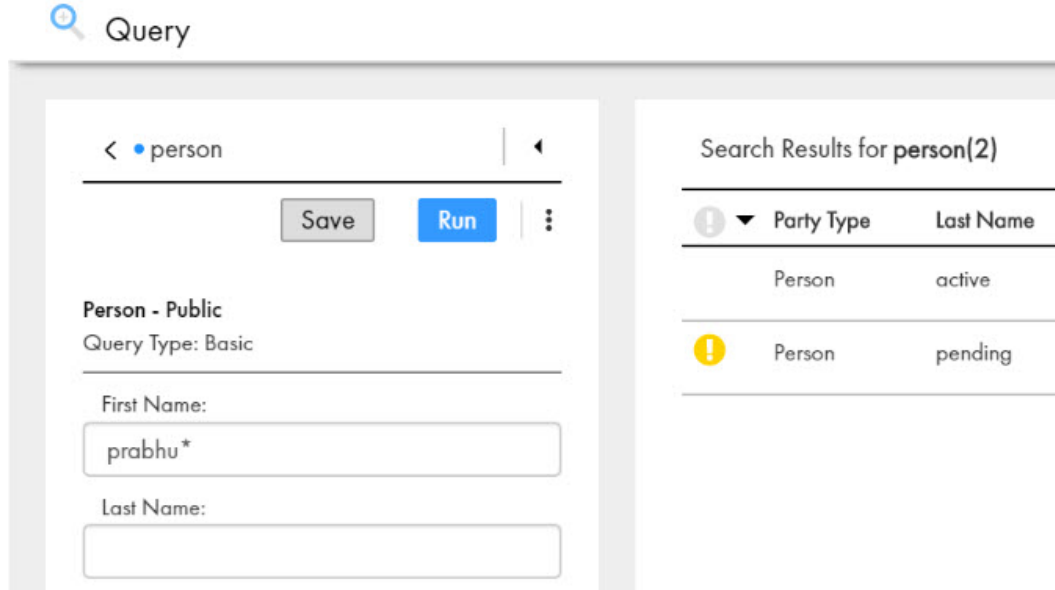 Query
person
Save Run
Person - Public
Query Type: Basic
First Name:
prabhu*
Last Name:
Search Results for person(2)
Party Type Last Name
Person active
Person pending